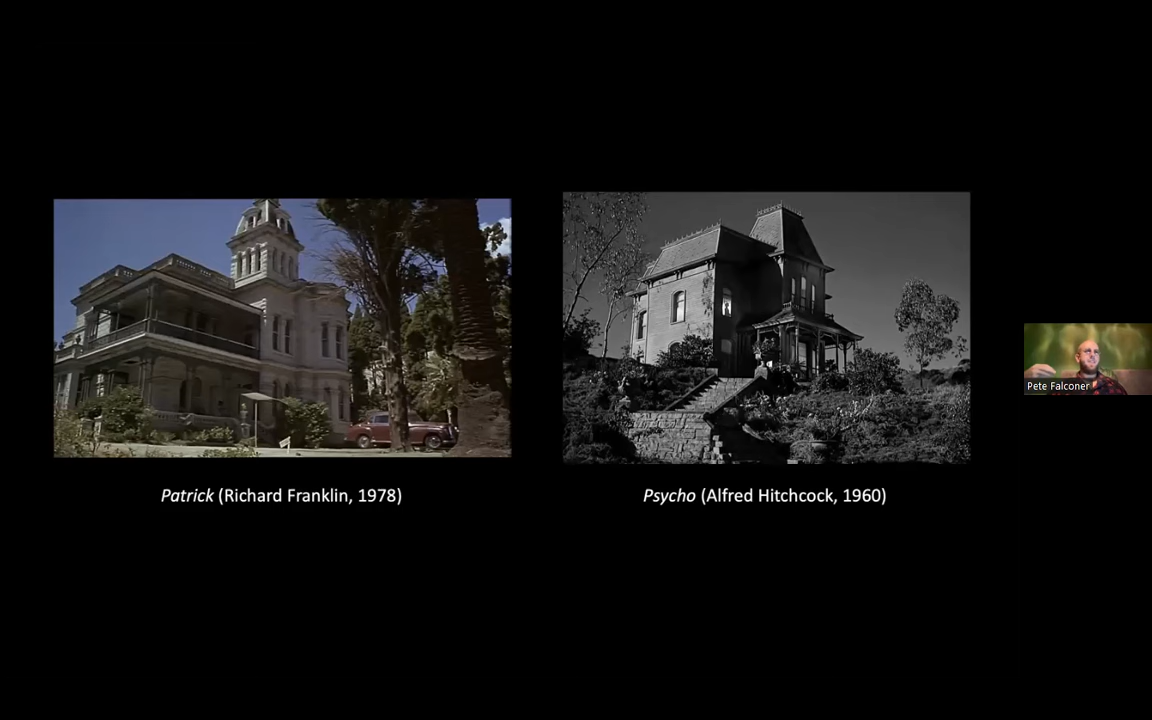 Patrick (Richard Franklin, 1978)
Psycho (Alfred Hitchcock, 1960)
Pete Falconer